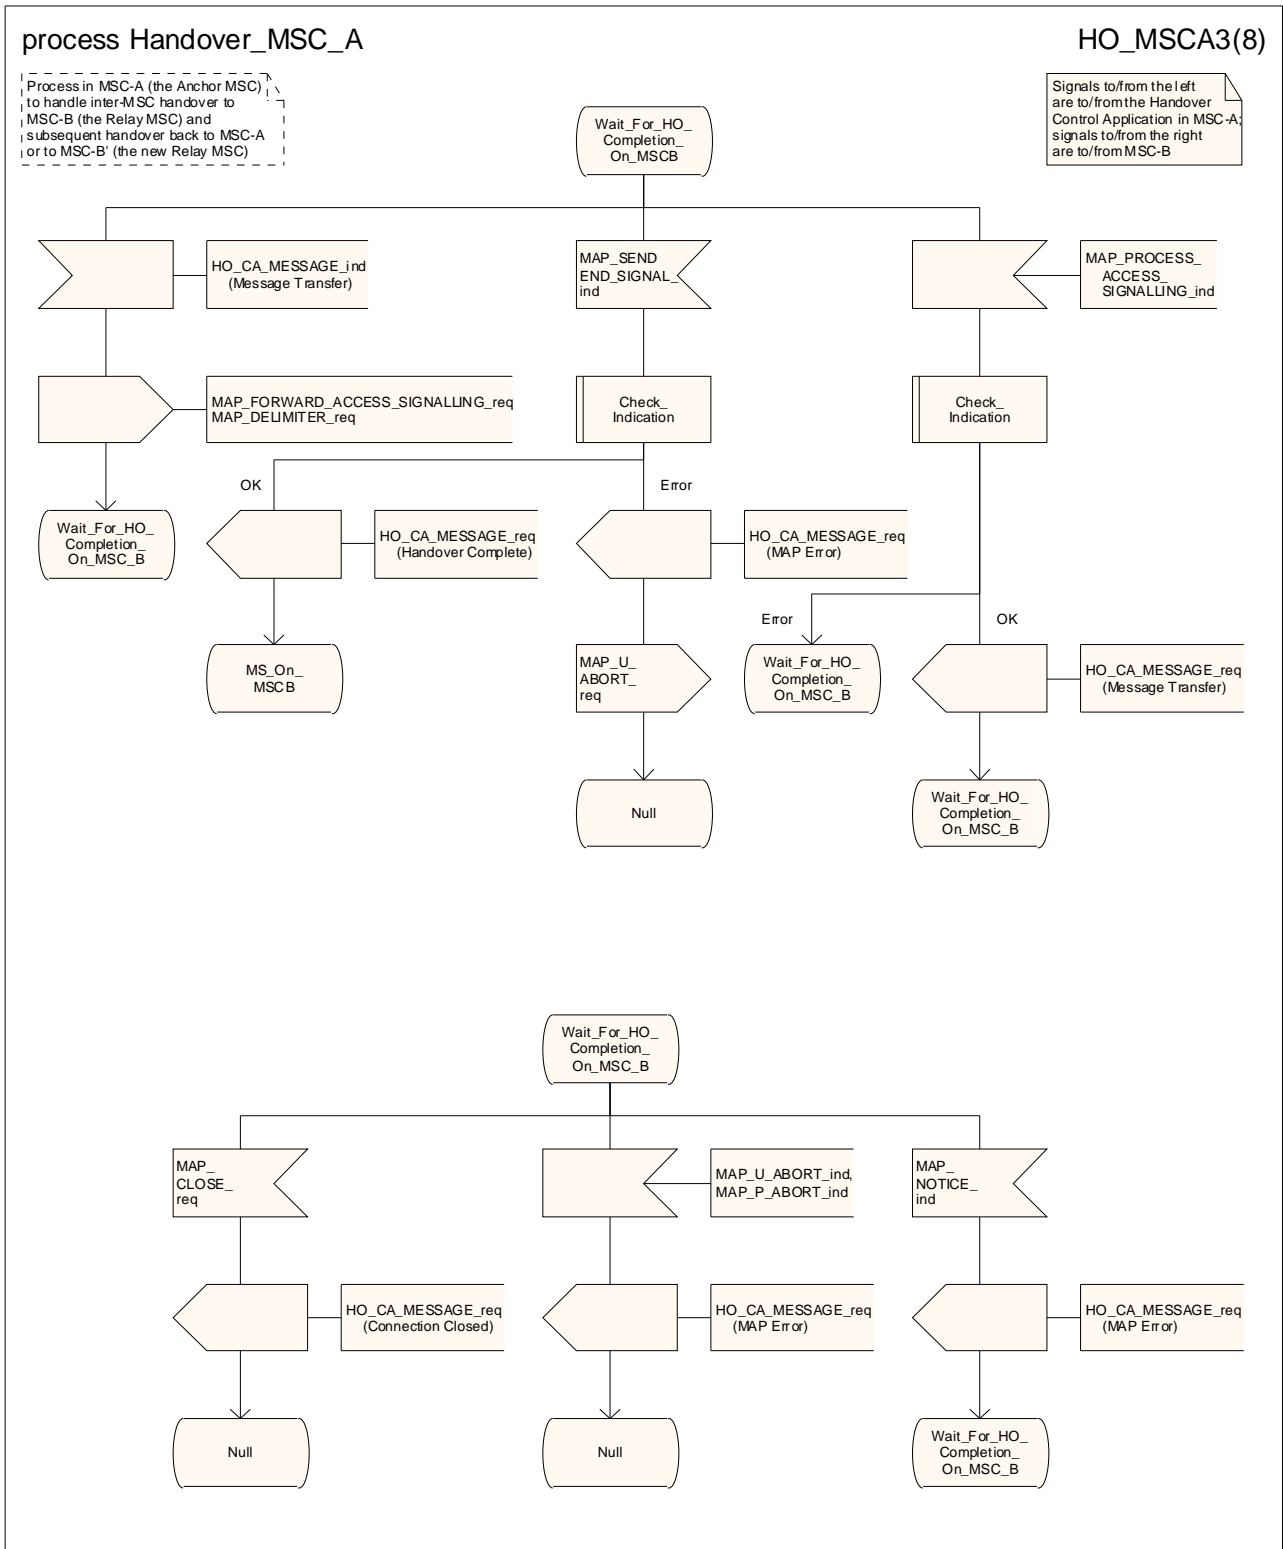 process Handover_MSC_A
HO_MSCA3(8)
Process in MSC-A (the Anchor MSC)
to handle inter-MSC handover to
MSC-B (the Relay MSC) and
subsequent handover back to MSC-A
or to MSC-B' (the new Relay MSC)
Signals to/from the left
are to/from the Handover
Control Application in MSC-A;
signals to/from the right
are to/from MSC-B
Wait_For_HO_
Completion_
On_MSCB
HO_CA_MESSAGE_ind
(Message Transfer)
MAP_SEND
END_SIGNAL_
ind
MAP_PROCESS_
ACCESS_
SIGNALLING_ind
MAP_FORWARD_ACCESS_SIGNALLING_req
MAP_DELIMITER_req
Check_
Indication
Check_
Indication
OK
Error
Wait_For_HO_
Completion_
On_MSC_B
HO_CA_MESSAGE_req
(Handover Complete)
HO_CA_MESSAGE_req
(MAP Error)
Error
OK
MS_On_
MSCB
MAP_U_
ABORT_
req
Wait_For_HO_
Completion_
On_MSC_B
HO_CA_MESSAGE_req
(Message Transfer)
Null
Wait_For_HO_
Completion_
On_MSC_B
Wait_For_HO_
Completion_
On_MSC_B
MAP_
CLOSE_
req
MAP_U_ABORT_ind,
MAP_P_ABORT_ind
MAP_
NOTICE_
ind
HO_CA_MESSAGE_req
(Connection Closed)
HO_CA_MESSAGE_req
(MAP Error)
HO_CA_MESSAGE_req
(MAP Error)
Null
Null
Wait_For_HO_
Completion_
On_MSC_B